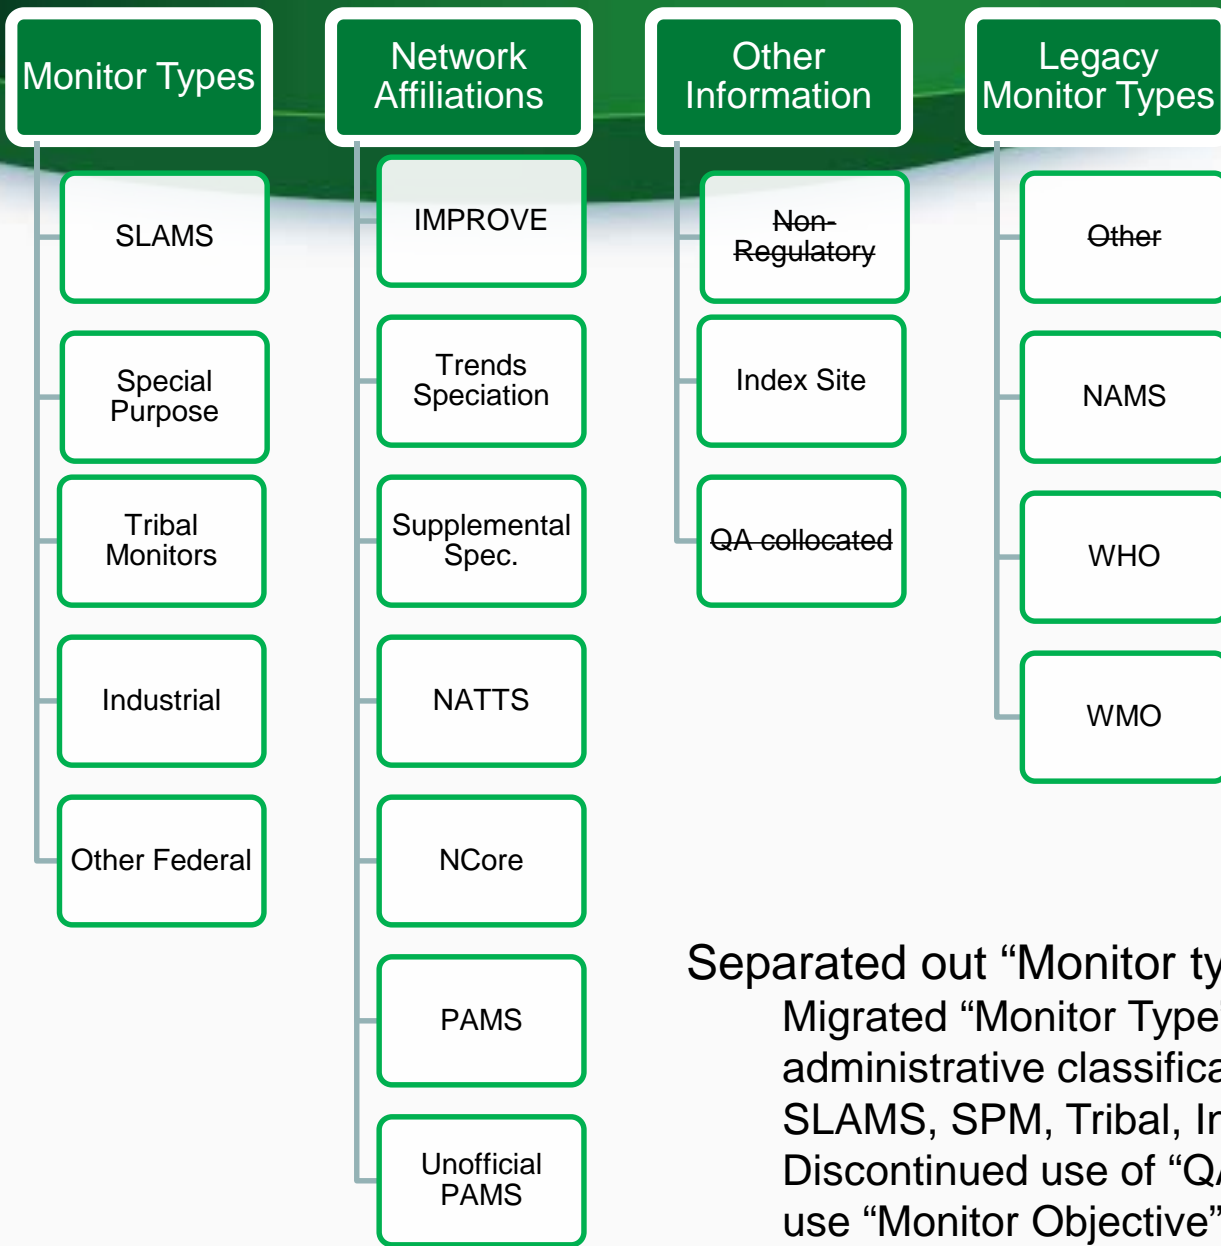 Monitor Types
SLAMS
Special
Purpose
Tribal
Monitors
Industrial
Other Federal
Network
Affiliations
IMPROVE
Trends
Speciation
Supplemental
Spec.
NATTS
NCore
PAMS
Unofficial
PAMS
Other
Information
Non-
Regulatory
Index Site
QA collocated
Legacy
Monitor Types
Other
NAMS
WHO
WMO
Separated out “Monitor ty
Migrated “Monitor Type”
administrative classifica
SLAMS, SPM, Tribal, In
Discontinued use of “QA
use “Monitor Objective”